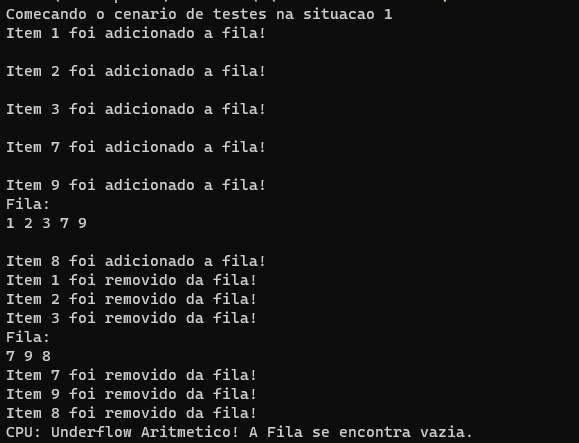 Comecando o cenario de testes na situacao 1
Item 1 foi adicionado a fila!
Item 2 foi adicionado a fila!
Item 3 foi adicionado a fila!
Item 7 foi adicionado a fila!
Item 9 foi adicionado a fila!
Fila:
1 2 3 7 9
Item 8 foi adicionado a fila!
Item 1 foi removido da fila!
Item 2 foi removido da fila!
Item 3 foi removido da fila!
Fila:
7 9 8
Item 7 foi removido da fila!
Item 9 foi removido da fila!
Item 8 foi removido da fila!
CPU: Underflow Aritmetico! A Fila se encontra vazia.